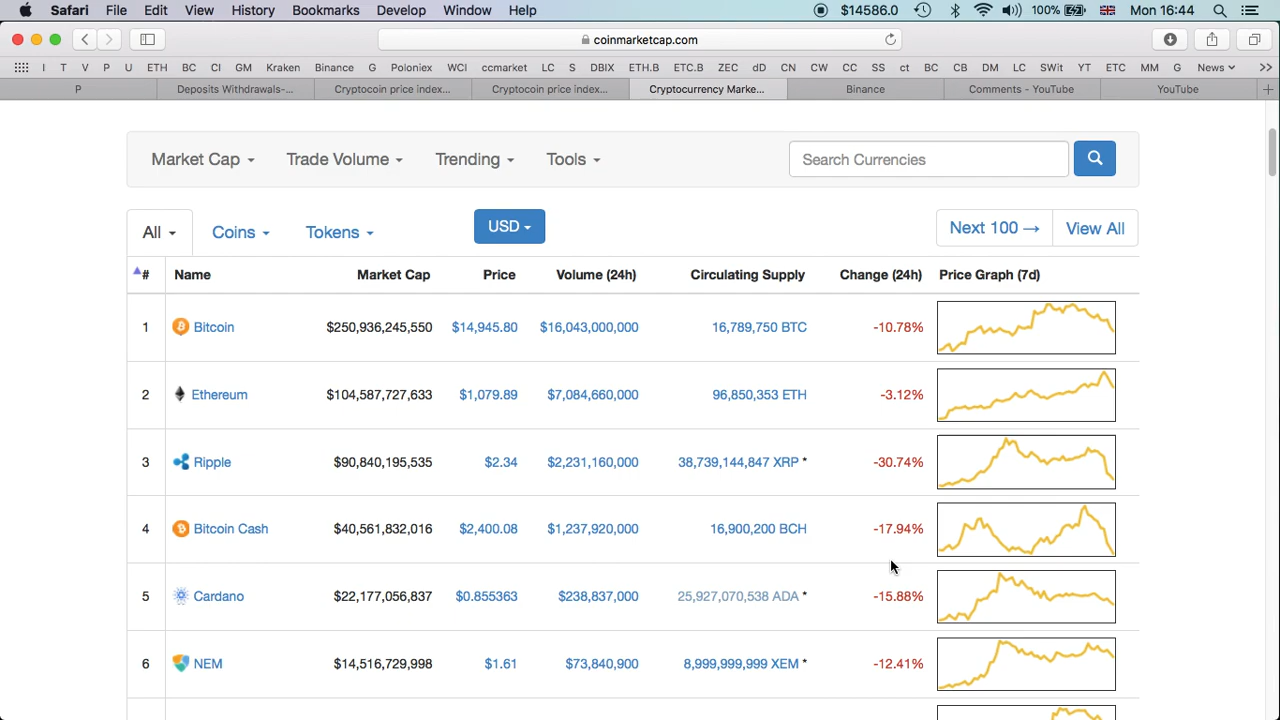 Safari File Edit View History Bookmarks Develop Window Help $14586.0 100% Mon 16:44
coinmarketcap.com
I T V P U ETH BC CI GM Kraken Binance G Poloniex WCI ccmarket LC S DBIX ETH.B ETC.B ZEC dD CN CW CC SS ct BC CB DM LC SWit YT ETC MM G News >>
P Deposits Withdrawals-... Cryptocoin price index... Cryptocoin price index... Cryptocurrency Marke... Binance Comments - YouTube YouTube +
Market Cap Trade Volume Trending Tools Search Currencies
All Coins Tokens USD Next 100 → View All
# Name Market Cap Price Volume (24h) Circulating Supply Change (24h) Price Graph (7d)
1 Bitcoin $250,936,245,550 $14,945.80 $16,043,000,000 16,789,750 BTC -10.78%
2 Ethereum $104,587,727,633 $1,079.89 $7,084,660,000 96,850,353 ETH -3.12%
3 Ripple $90,840,195,535 $2.34 $2,231,160,000 38,739,144,847 XRP * -30.74%
4 Bitcoin Cash $40,561,832,016 $2,400.08 $1,237,920,000 16,900,200 BCH -17.94%
5 Cardano $22,177,056,837 $0.855363 $238,837,000 25,927,070,538 ADA * -15.88%
6 NEM $14,516,729,998 $1.61 $73,840,900 8,999,999,999 XEM * -12.41%